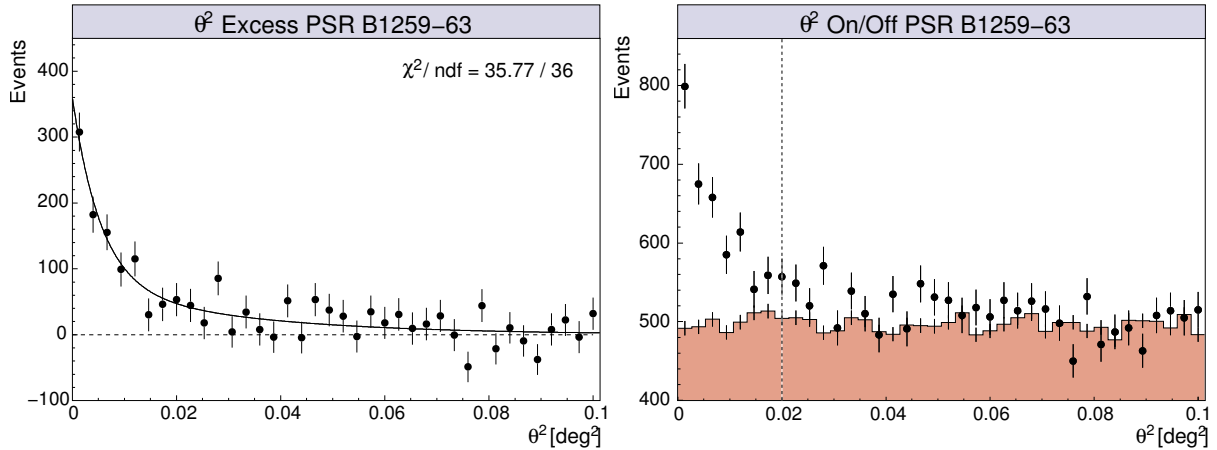 θ² Excess PSR B1259−63
Events
χ²/ ndf = 35.77 / 36
400
300
200
100
0
−100
0 0.02 0.04 0.06 0.08 0.1
θ² [deg²]
θ² On/Off PSR B1259−63
Events
800
700
600
500
400
0 0.02 0.04 0.06 0.08 0.1
θ² [deg²]